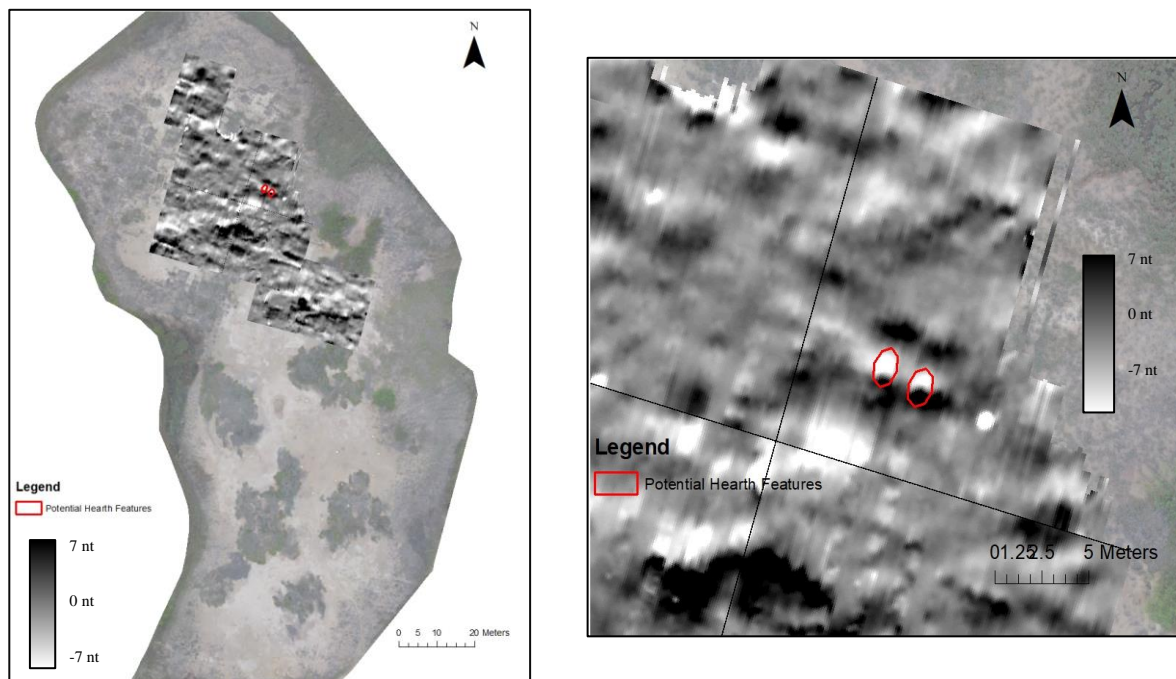 N
Legend
Potential Hearth Features
7 nt
0 nt
-7 nt
0 5 10 20 Meters
N
7 nt
0 nt
-7 nt
Legend
Potential Hearth Features
01.252.5 5 Meters